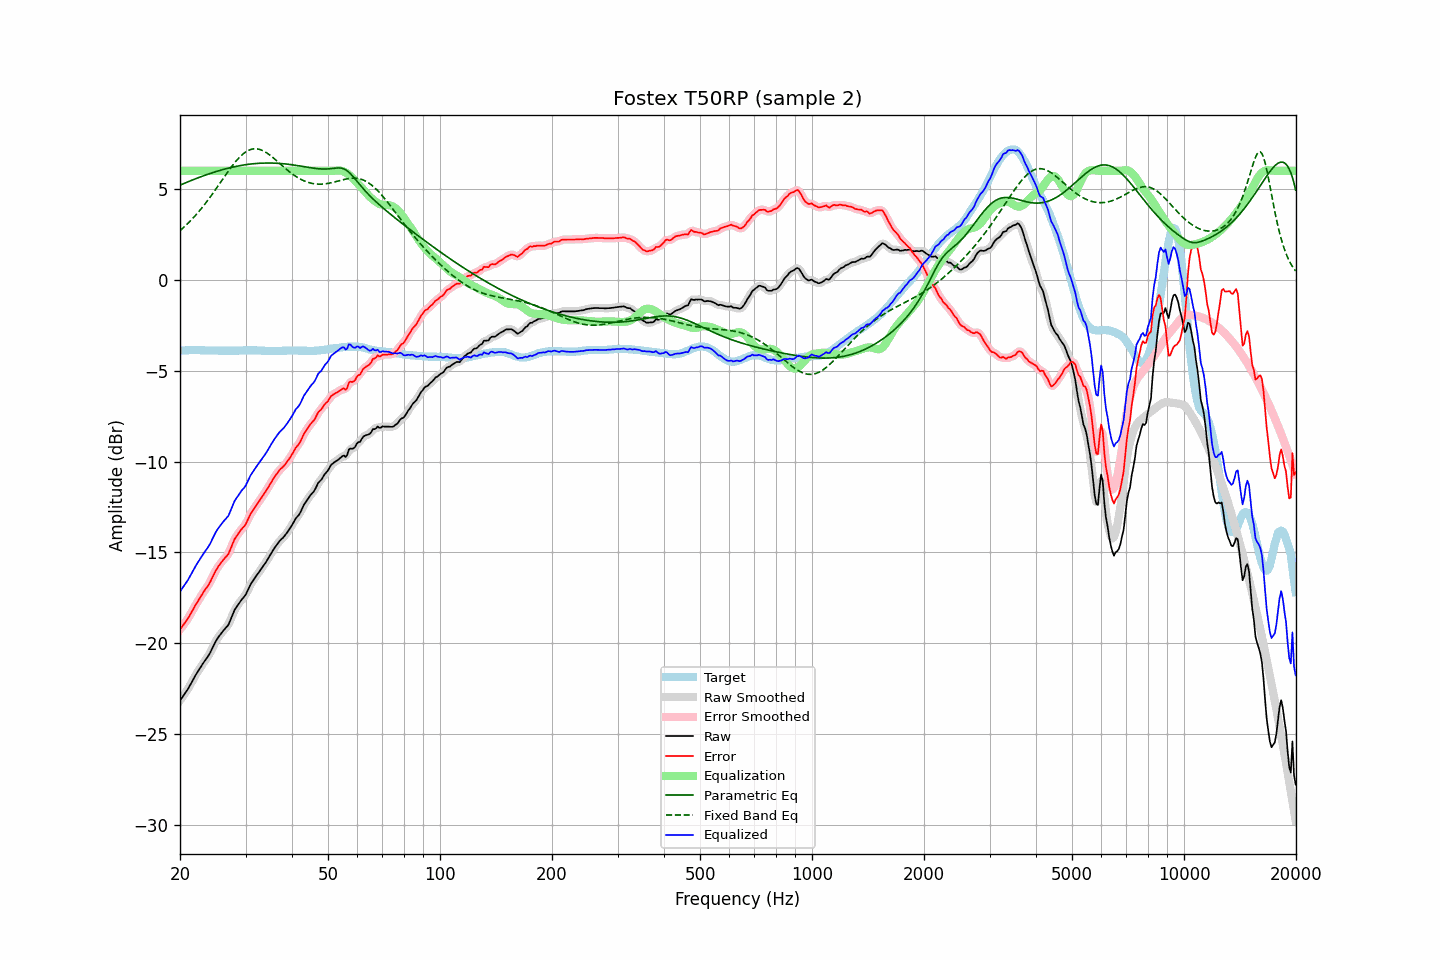 Fostex T50RP (sample 2)
Amplitude (dBr)
5
0
−5
−10
−15
−20
−25
−30
Target
Raw Smoothed
Error Smoothed
Raw
Error
Equalization
Parametric Eq
Fixed Band Eq
Equalized
20 50 100 200 500 1000 2000 5000 10000 20000
Frequency (Hz)